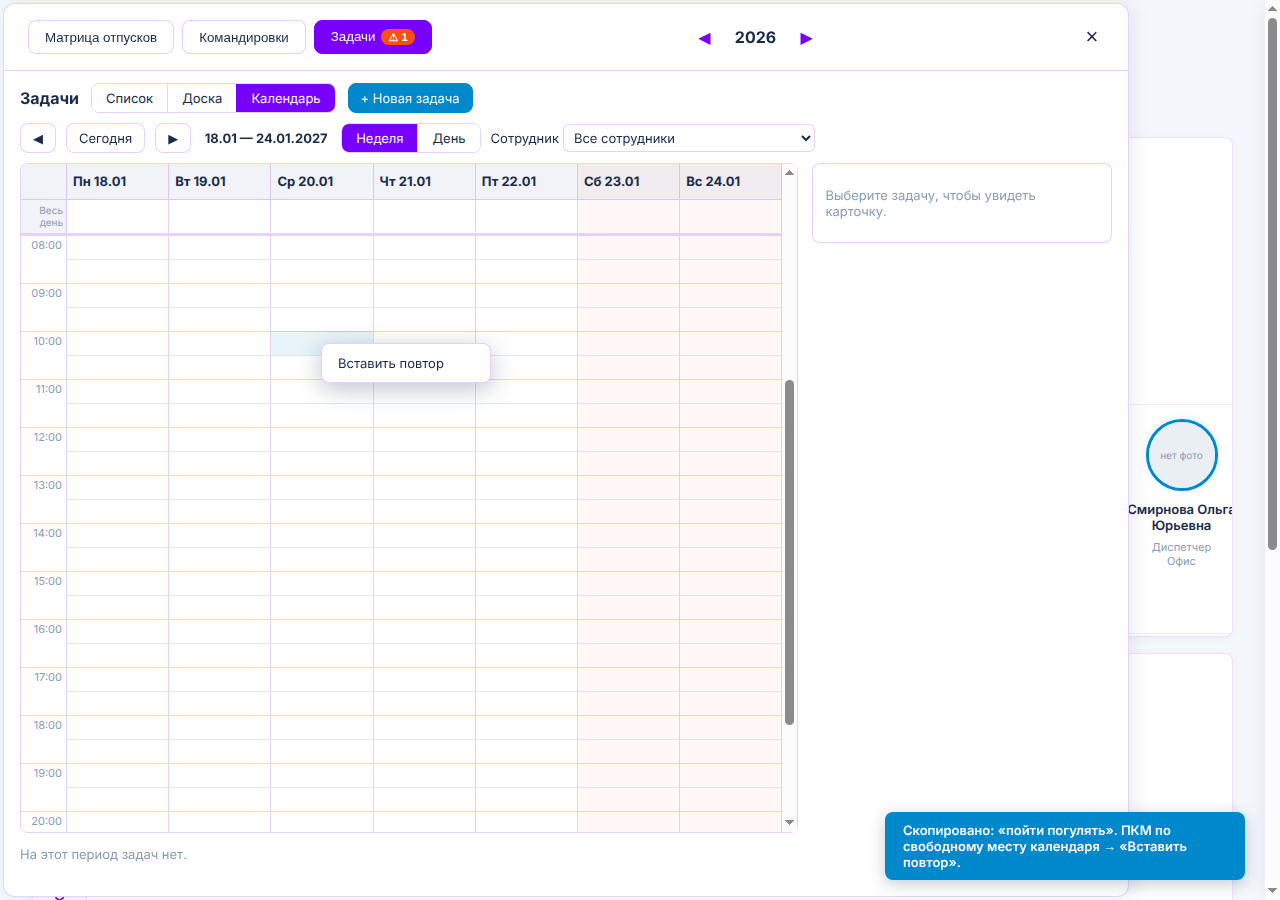 Матрица отпусков
Командировки
Задачи ⚠ 1
◀ 2026 ▶
×
Задачи
Список
Доска
Календарь
+ Новая задача
◀
Сегодня
▶
18.01 — 24.01.2027
Неделя
День
Сотрудник
Все сотрудники
Пн 18.01
Вт 19.01
Ср 20.01
Чт 21.01
Пт 22.01
Сб 23.01
Вс 24.01
Весь
день
08:00
09:00
10:00
11:00
12:00
13:00
14:00
15:00
16:00
17:00
18:00
19:00
20:00
Вставить повтор
Выберите задачу, чтобы увидеть
карточку.
нет фото
Смирнова Ольга
Юрьевна
Диспетчер
Офис
На этот период задач нет.
Скопировано: «пойти погулять». ПКМ по
свободному месту календаря → «Вставить
повтор».